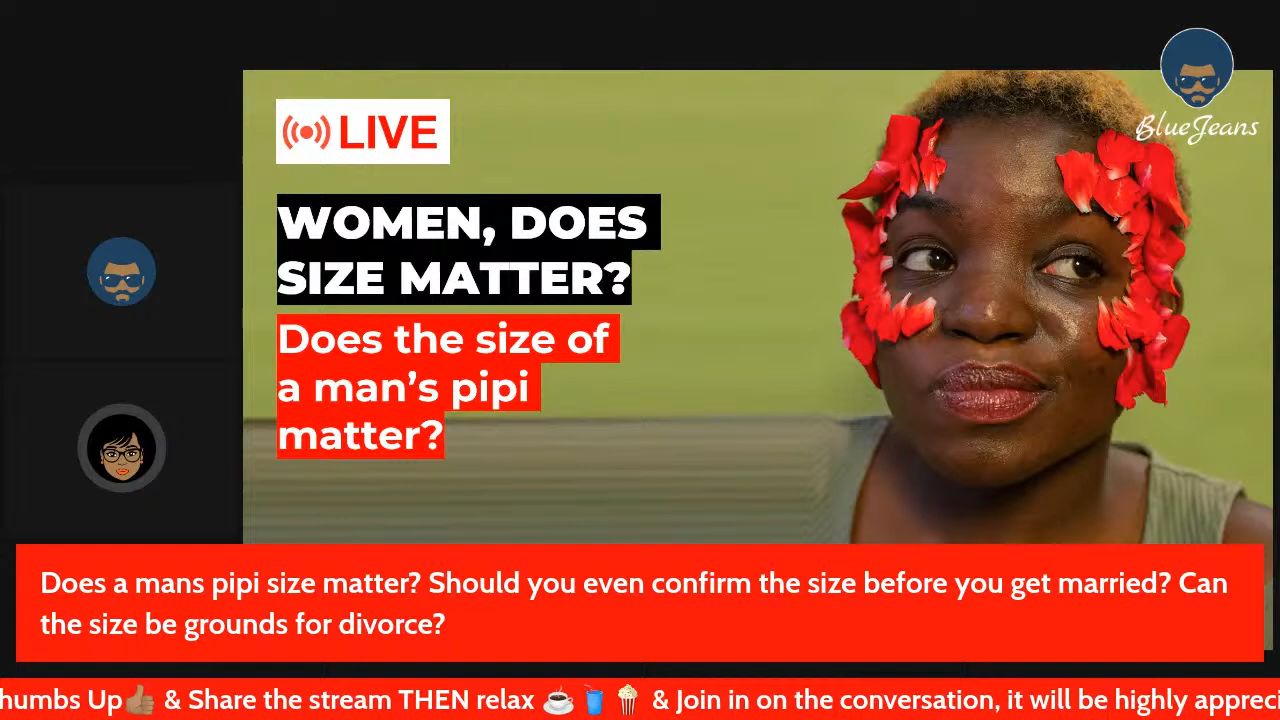 BlueJeans
LIVE
WOMEN, DOES
SIZE MATTER?
Does the size of
a man's pipi
matter?
Does a mans pipi size matter? Should you even confirm the size before you get married? Can
the size be grounds for divorce?
humbs Up👍🏽 & Share the stream THEN relax ☕🥤🍿 & Join in on the conversation, it will be highly appreci